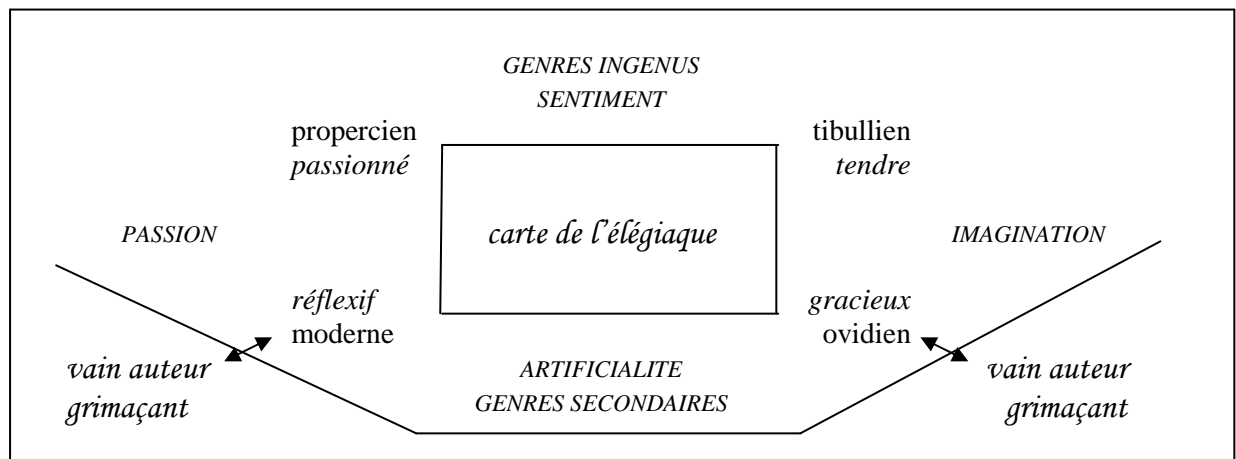 GENRES INGENUS
SENTIMENT
propercien
passionné
tibullien
tendre
PASSION
carte de l'élégiaque
IMAGINATION
réflexif
moderne
gracieux
ovidien
vain auteur
grimaçant
ARTIFICIALITE
GENRES SECONDAIRES
vain auteur
grimaçant